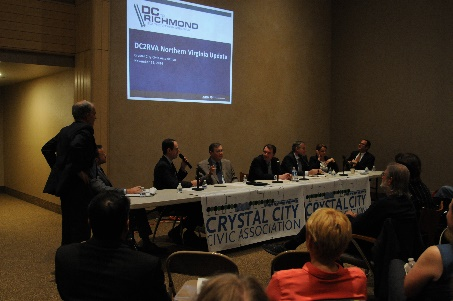 DC
RICHMOND
DC2RVA Northern Virginia Update
CRYSTAL CITY
CIVIC ASSOCIATION
CRYSTAL CITY
CIVIC ASSOCIATION